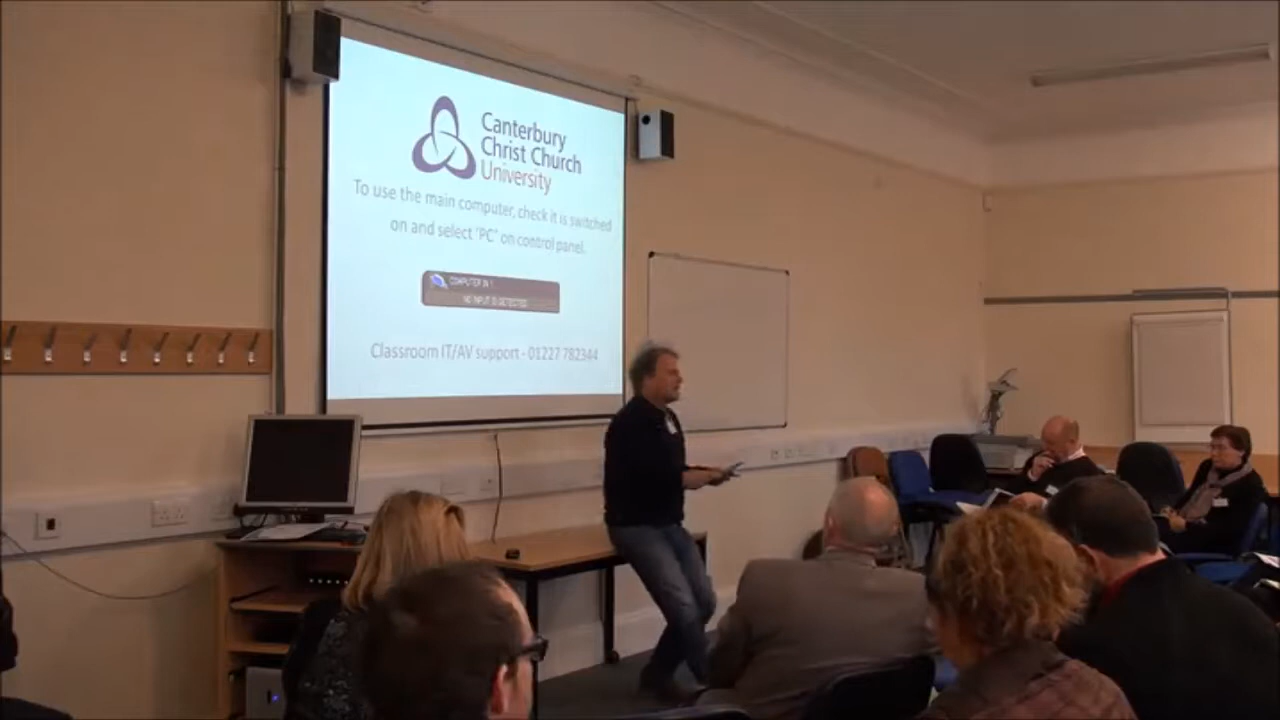 Canterbury
Christ Church
University
To use the main computer, check it is switched
on and select 'PC' on control panel.
COMPUTER IN 1
NO INPUT IS DETECTED
Classroom IT/AV support - 01227 782344